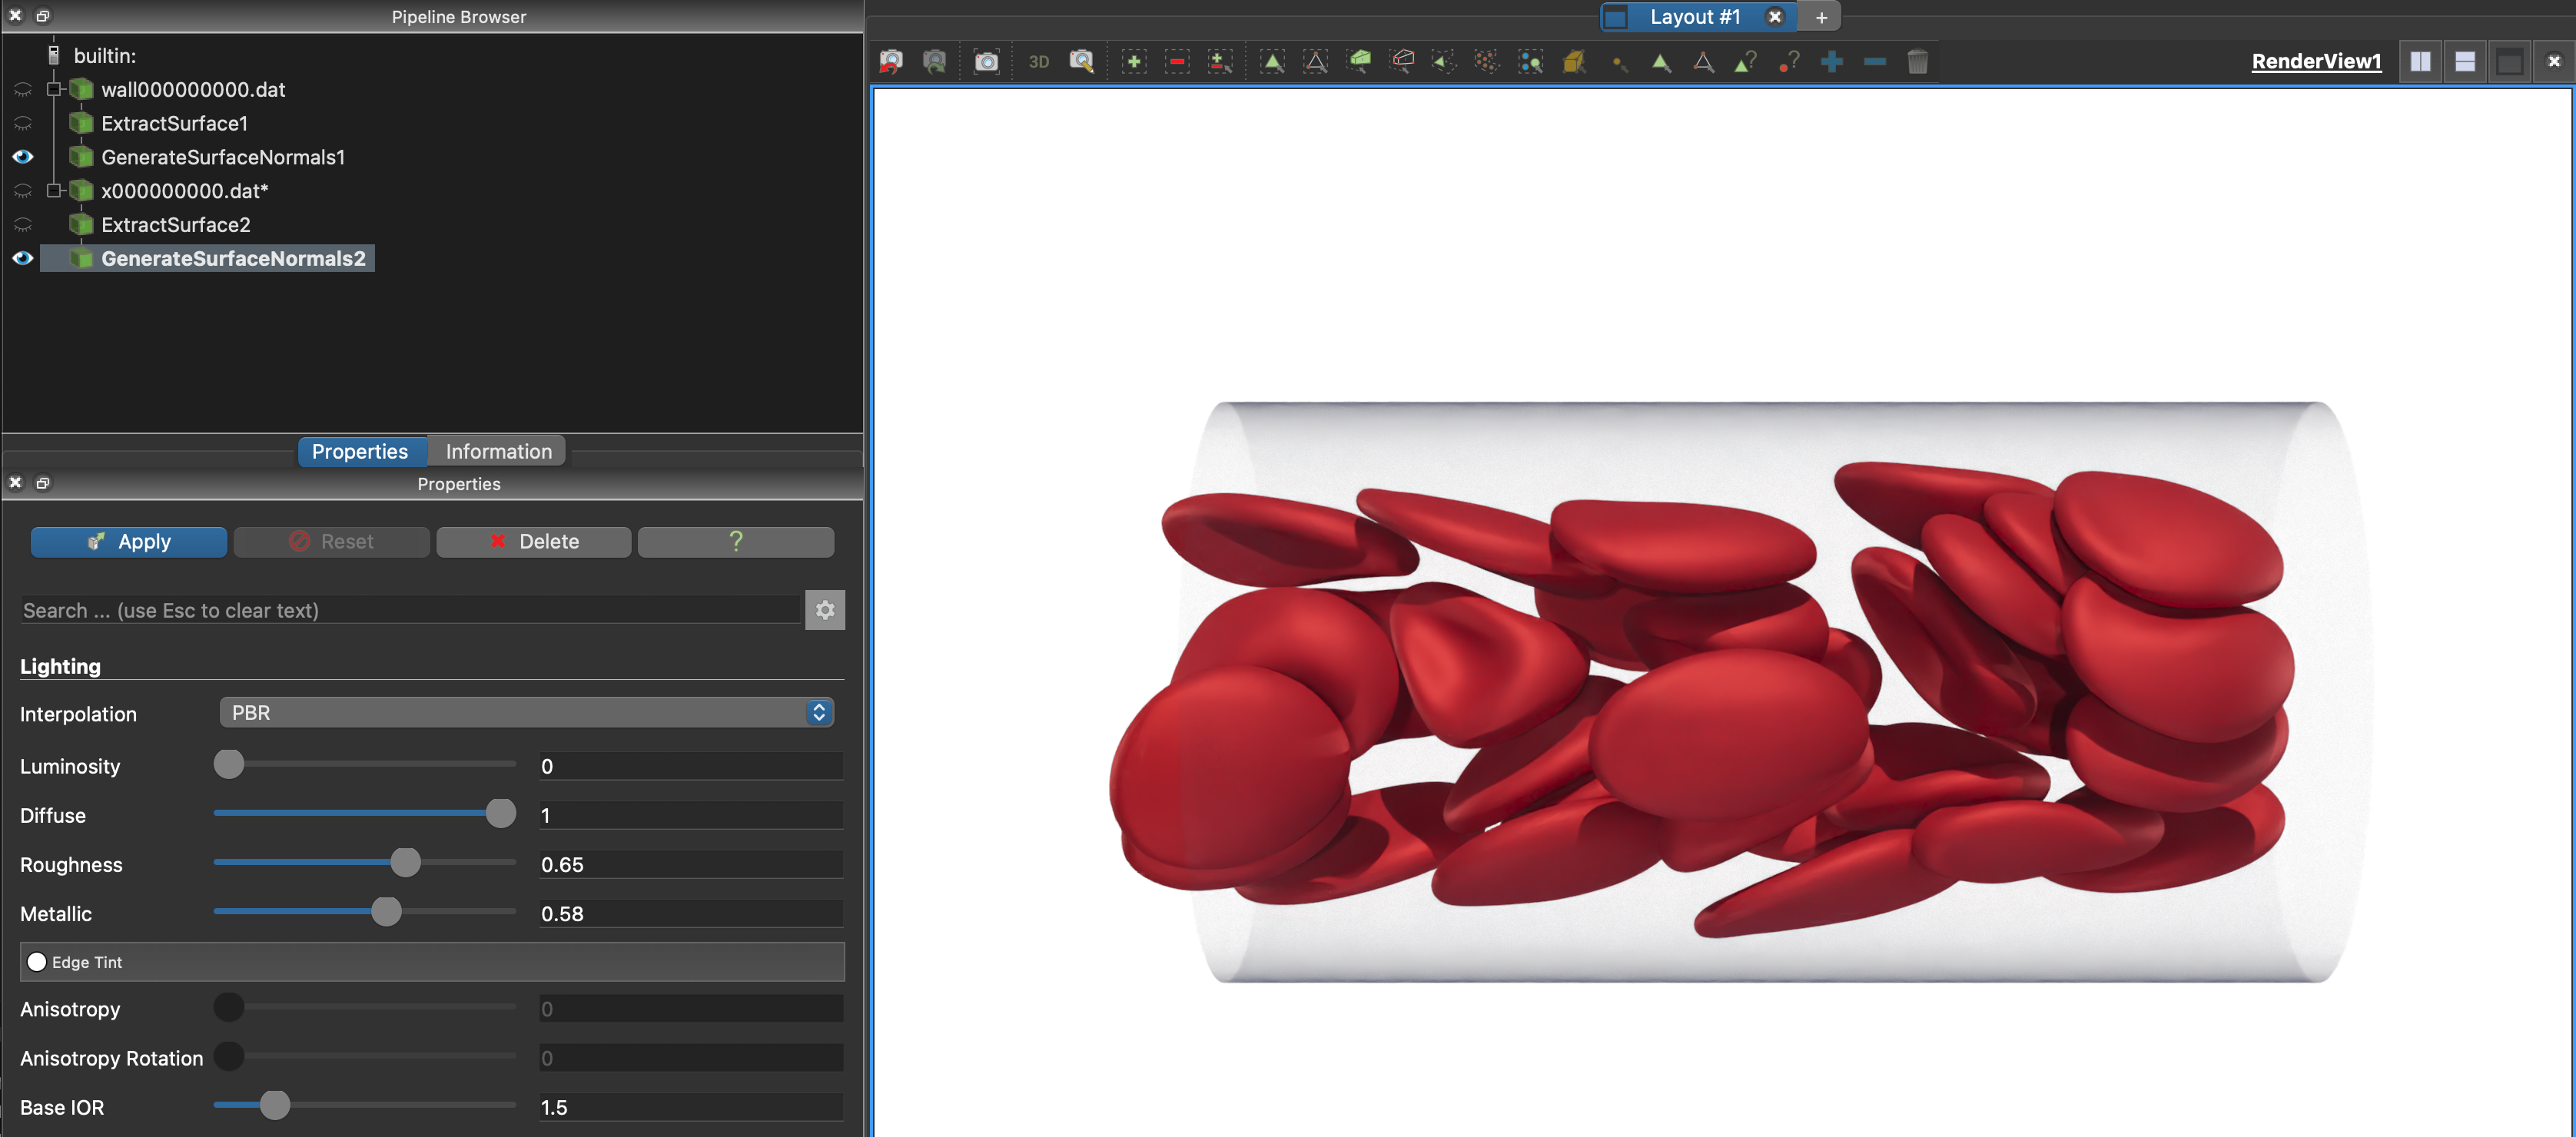 Pipeline Browser
builtin:
wall000000000.dat
ExtractSurface1
GenerateSurfaceNormals1
x000000000.dat*
ExtractSurface2
GenerateSurfaceNormals2
Properties Information
Properties
Apply Reset Delete ?
Search ... (use Esc to clear text)
Lighting
Interpolation PBR
Luminosity 0
Diffuse 1
Roughness 0.65
Metallic 0.58
Edge Tint
Anisotropy 0
Anisotropy Rotation 0
Base IOR 1.5
Layout #1 +
3D RenderView1